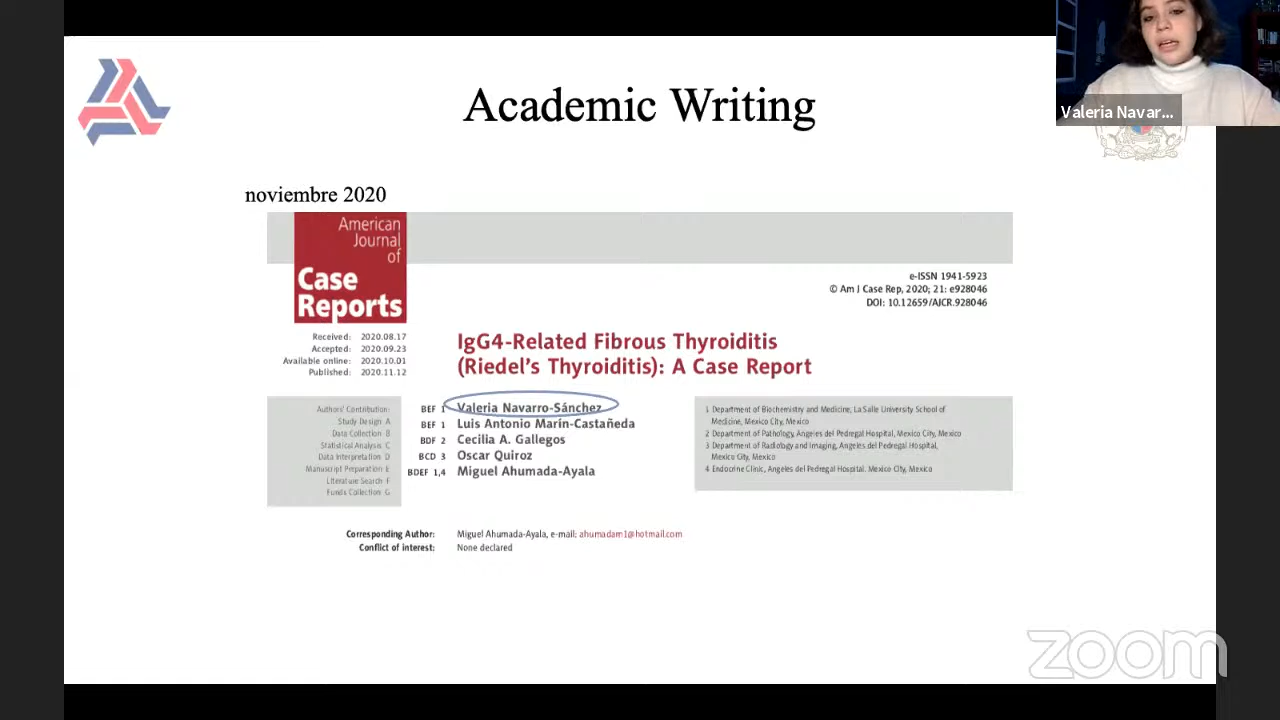 Academic Writing
Valeria Navar...
noviembre 2020
American
Journal
of
Case
Reports
e-ISSN 1941-5923
© Am J Case Rep, 2020; 21: e928046
DOI: 10.12659/AJCR.928046
Received: 2020.08.17
Accepted: 2020.09.23
Available online: 2020.10.01
Published: 2020.11.12
IgG4-Related Fibrous Thyroiditis
(Riedel's Thyroiditis): A Case Report
Authors' Contribution:
Study Design A
Data Collection B
Statistical Analysis C
Data Interpretation D
Manuscript Preparation E
Literature Search F
Funds Collection G
BEF 1 Valeria Navarro-Sánchez
BEF 1 Luis Antonio Marín-Castañeda
BDF 2 Cecilia A. Gallegos
BCD 3 Oscar Quiroz
BDEF 1,4 Miguel Ahumada-Ayala
1 Department of Biochemistry and Medicine, La Salle University School of
Medicine, Mexico City, Mexico
2 Department of Pathology, Angeles del Pedregal Hospital, Mexico City, Mexico
3 Department of Radiology and Imaging, Angeles del Pedregal Hospital,
Mexico City, Mexico
4 Endocrine Clinic, Angeles del Pedregal Hospital. Mexico City, Mexico
Corresponding Author: Miguel Ahumada-Ayala, e-mail: ahumadam1@hotmail.com
Conflict of interest: None declared
zoom